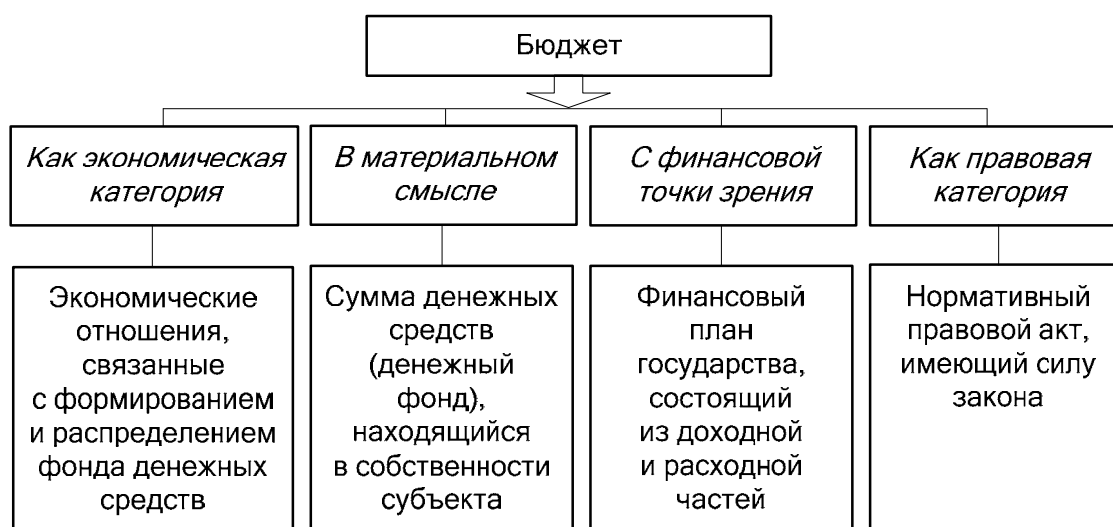 Бюджет
Как экономическая
категория
В материальном
смысле
С финансовой
точки зрения
Как правовая
категория
Экономические
отношения,
связанные
с формированием
и распределением
фонда денежных
средств
Сумма денежных
средств
(денежный
фонд),
находящийся
в собственности
субъекта
Финансовый
план
государства,
состоящий
из доходной
и расходной
частей
Нормативный
правовой акт,
имеющий силу
закона